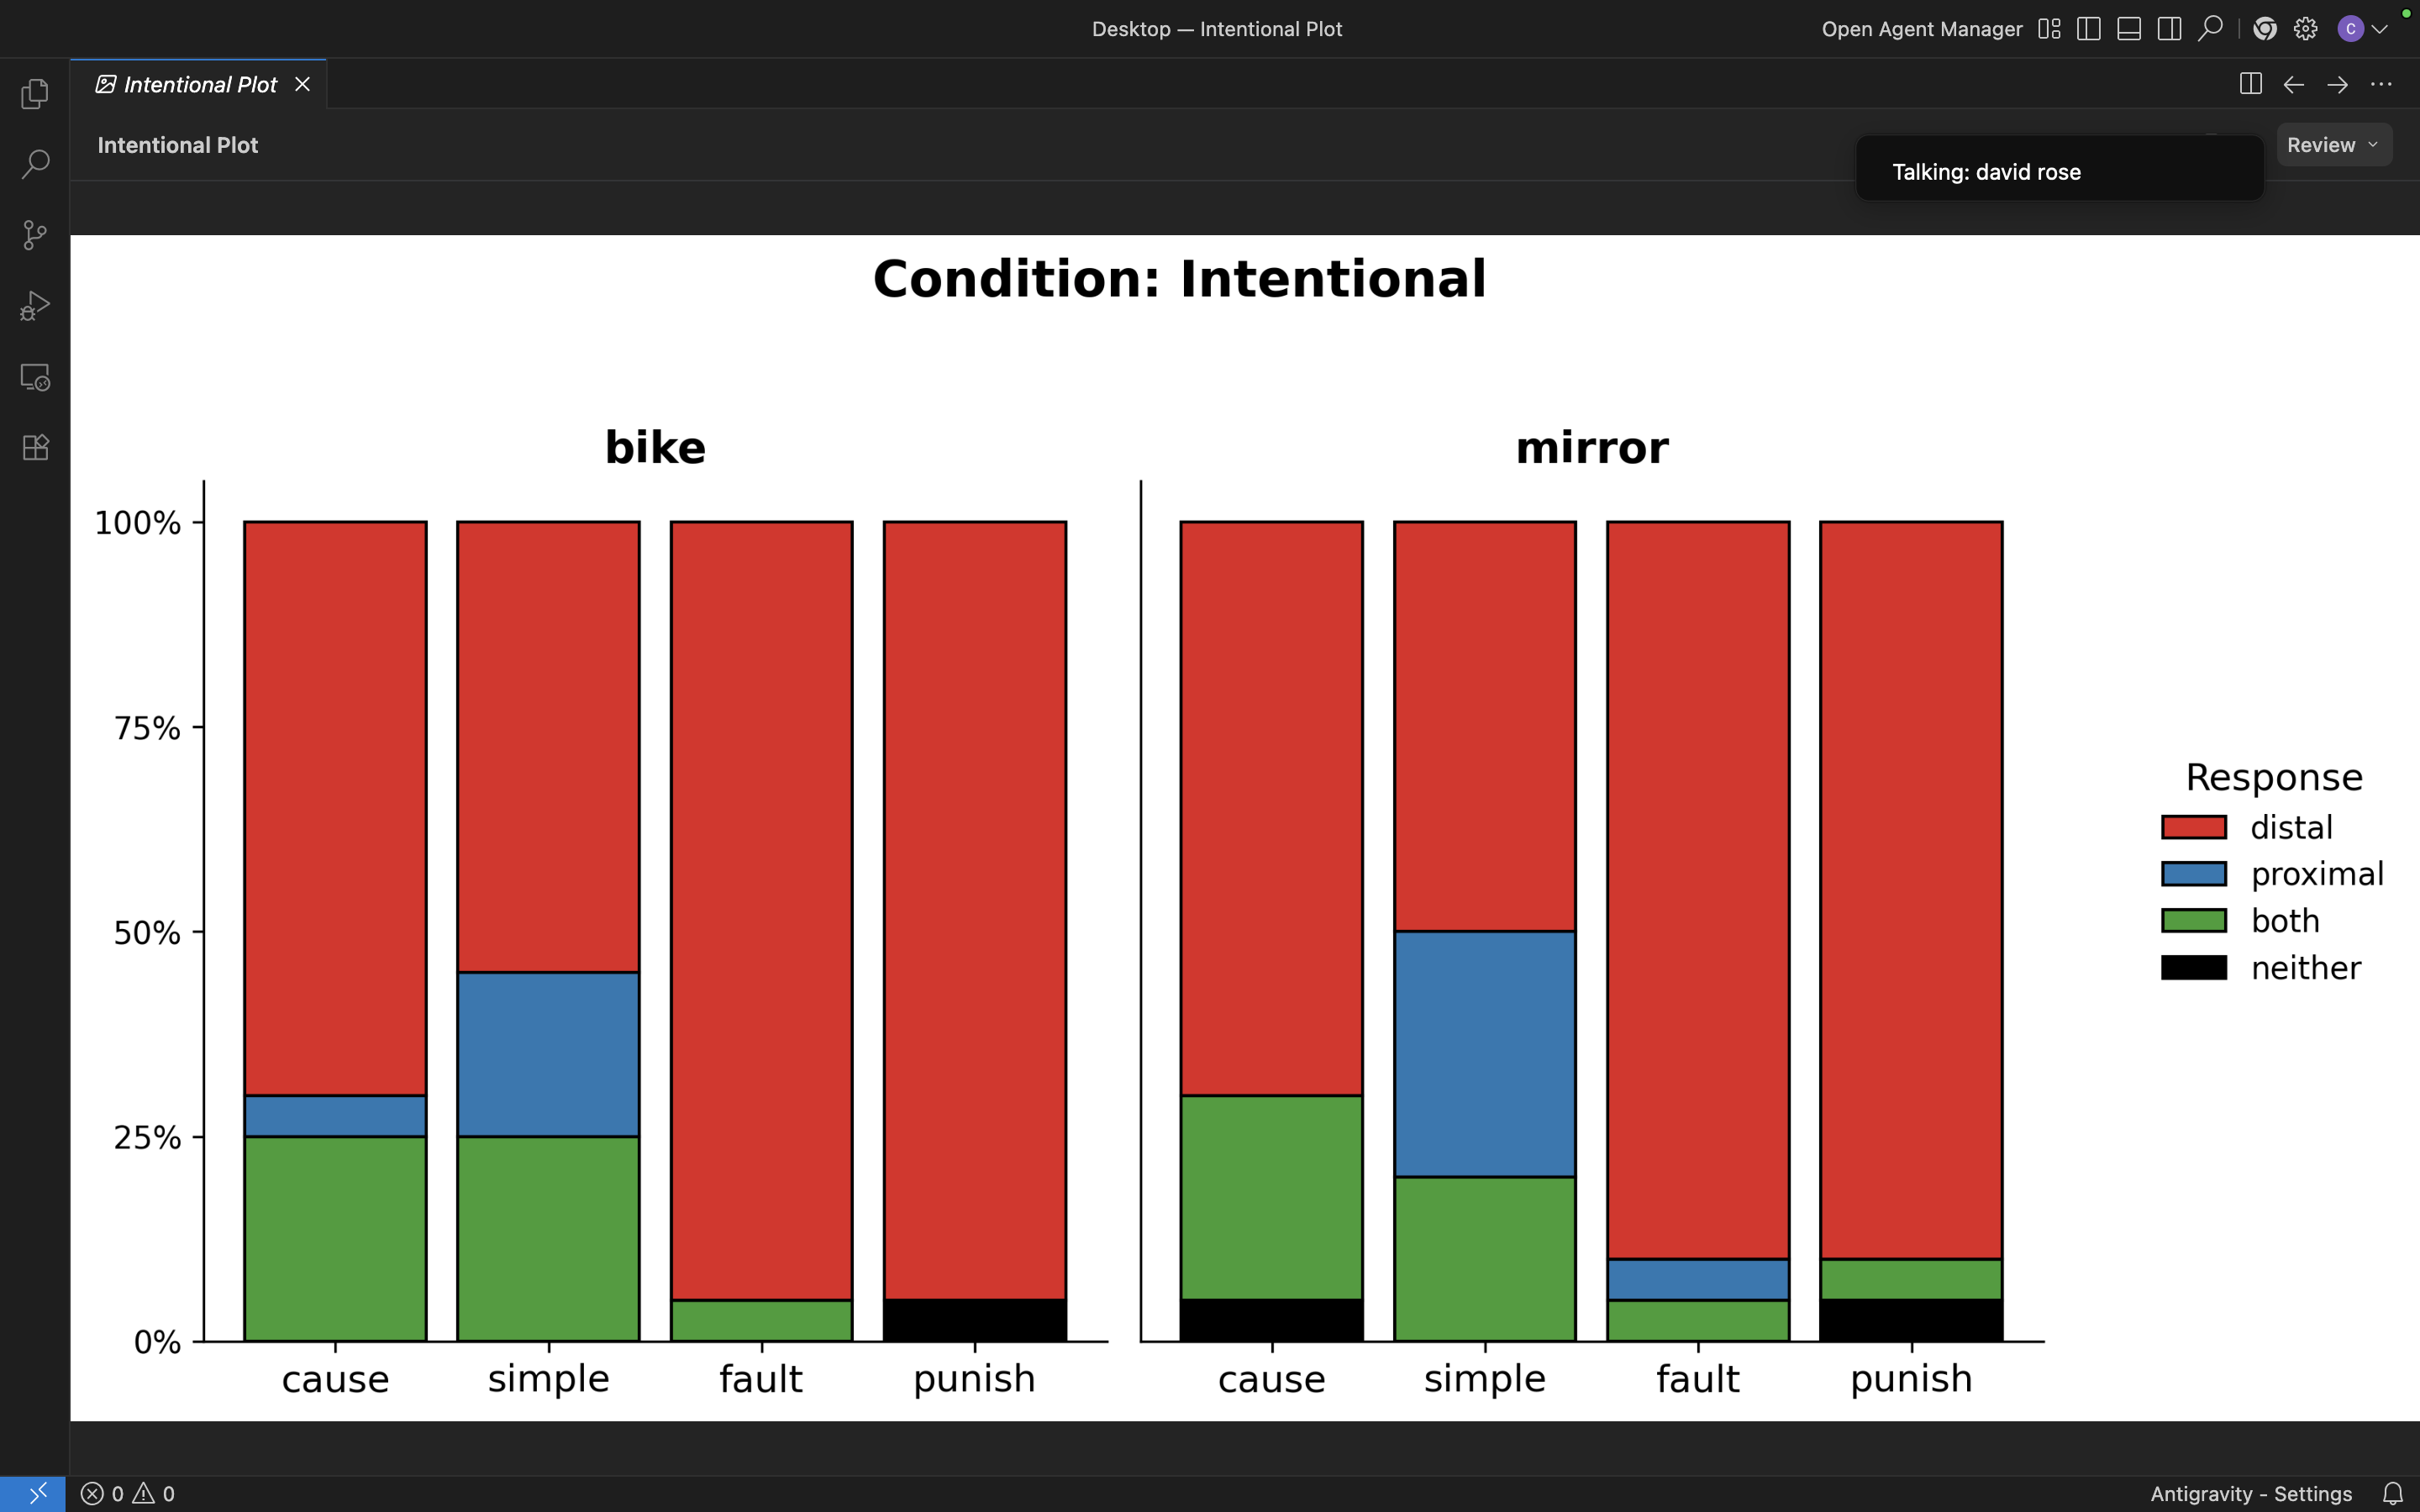 Desktop — Intentional Plot
Open Agent Manager
C
Intentional Plot
Intentional Plot
Review
Talking: david rose
Condition: Intentional
bike
mirror
100%
75%
50%
25%
0%
cause simple fault punish
cause simple fault punish
Response
distal
proximal
both
neither
0 0
Antigravity - Settings